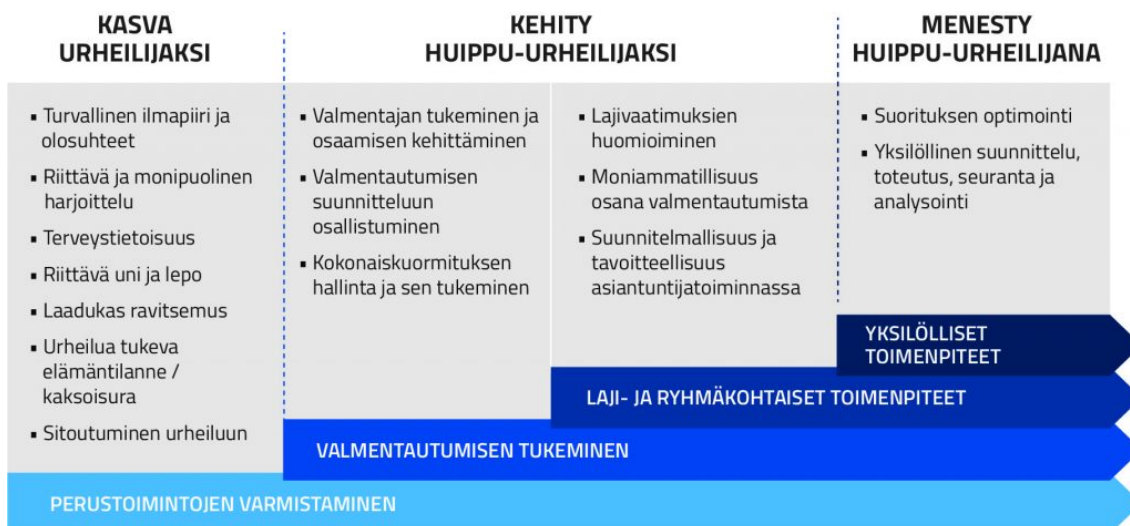 KASVA
URHEILIJAKSI
KEHITY
HUIPPU-URHEILIJAKSI
MENESTY
HUIPPU-URHEILIJANA
▪ Turvallinen ilmapiiri ja
olosuhteet
▪ Riittävä ja monipuolinen
harjoittelu
▪ Terveystietoisuus
▪ Riittävä uni ja lepo
▪ Laadukas ravitsemus
▪ Urheilua tukeva
elämäntilanne /
kaksoisura
▪ Sitoutuminen urheiluun
▪ Valmentajan tukeminen ja
osaamisen kehittäminen
▪ Valmentautumisen
suunnitteluun
osallistuminen
▪ Kokonaiskuormituksen
hallinta ja sen tukeminen
▪ Lajivaatimuksien
huomioiminen
▪ Moniammatillisuus
osana valmentautumista
▪ Suunnitelmallisuus ja
tavoitteellisuus
asiantuntijatoiminnassa
▪ Suorituksen optimointi
▪ Yksilöllinen suunnittelu,
toteutus, seuranta ja
analysointi
YKSILÖLLISET
TOIMENPITEET
LAJI- JA RYHMÄKOHTAISET TOIMENPITEET
VALMENTAUTUMISEN TUKEMINEN
PERUSTOIMINTOJEN VARMISTAMINEN